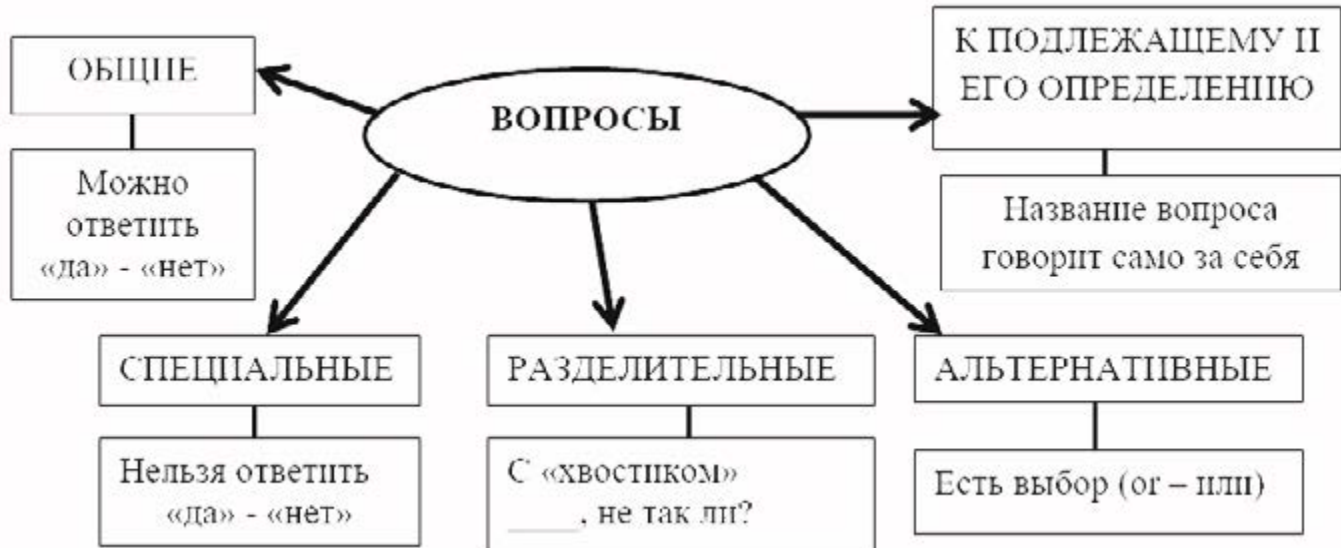 ВОПРОСЫ
ОБЩИЕ
Можно
ответить
«да» - «нет»
К ПОДЛЕЖАЩЕМУ И
ЕГО ОПРЕДЕЛЕНИЮ
Название вопроса
говорит само за себя
СПЕЦИАЛЬНЫЕ
Нельзя ответить
«да» - «нет»
РАЗДЕЛИТЕЛЬНЫЕ
С «хвостиком»
____, не так ли?
АЛЬТЕРНАТИВНЫЕ
Есть выбор (or – или)